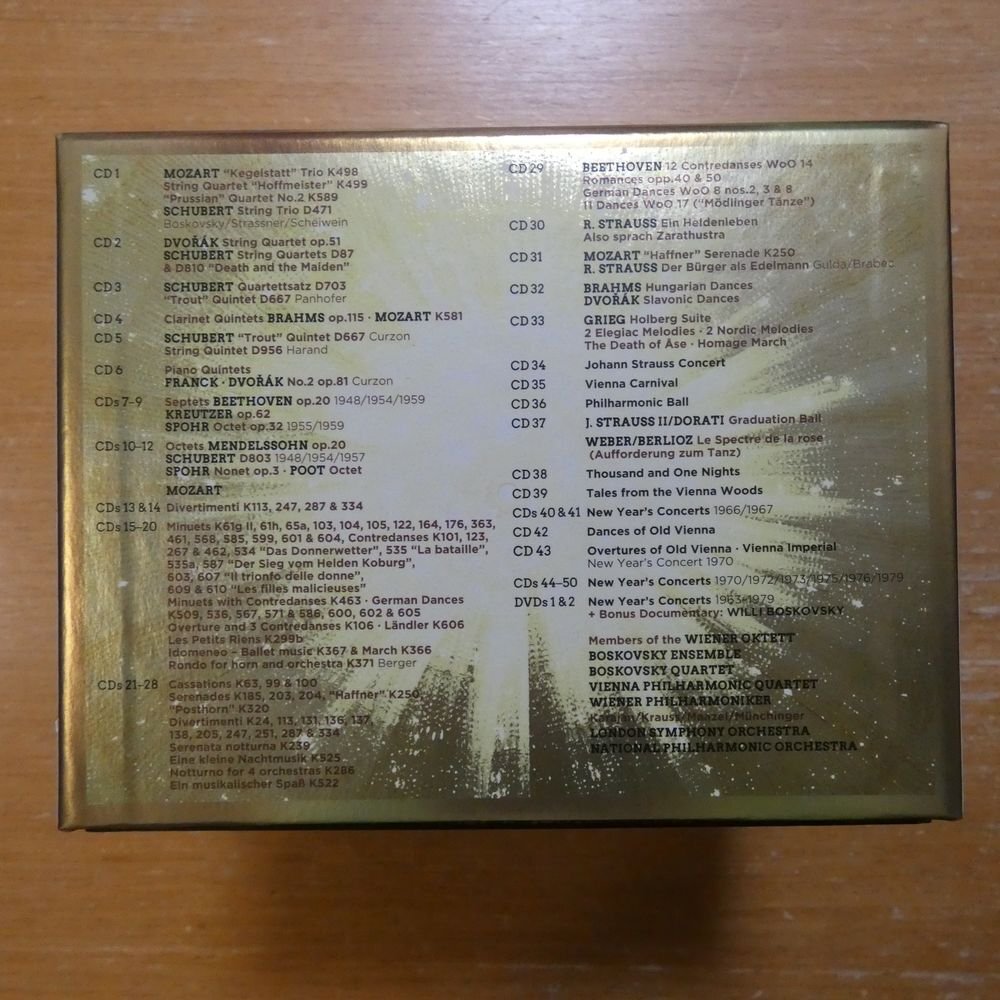 CD 1 MOZART “Kegelstatt” Trio K498
String Quartet “Hoffmeister” K499
“Prussian” Quartet No.2 K589
SCHUBERT String Trio D471
Boskovsky/Strassner/Scheiwein
CD 2 DVOŘÁK String Quartet op.51
SCHUBERT String Quartets D87
& D810 “Death and the Maiden”
CD 3 SCHUBERT Quartettsatz D703
“Trout” Quintet D667 Panhofer
CD 4 Clarinet Quintets BRAHMS op.115 · MOZART K581
CD 5 SCHUBERT “Trout” Quintet D667 Curzon
String Quintet D956 Harand
CD 6 Piano Quintets
FRANCK · DVOŘÁK No.2 op.81 Curzon
CDs 7–9 Septets BEETHOVEN op.20 1948/1954/1959
KREUTZER op.62
SPOHR Octet op.32 1955/1959
CDs 10–12 Octets MENDELSSOHN op.20
SCHUBERT D803 1948/1954/1957
SPOHR Nonet op.3 · POOT Octet
MOZART
CDs 13 & 14 Divertimenti K113, 247, 287 & 334
CDs 15–20 Minuets K61g II, 61h, 65a, 103, 104, 105, 122, 164, 176, 363,
461, 568, 585, 599, 601 & 604, Contredanses K101, 123,
267 & 462, 534 “Das Donnerwetter”, 535 “La bataille”,
535a, 587 “Der Sieg vom Helden Koburg”,
603, 607 “Il trionfo delle donne”,
609 & 610 “Les filles malicieuses”
Minuets with Contredanses K463 · German Dances
K509, 536, 567, 571 & 586, 600, 602 & 605
Overture and 3 Contredanses K106 · Ländler K606
Les Petits Riens K299b
Idomeneo – Ballet music K367 & March K366
Rondo for horn and orchestra K371 Berger
CDs 21–28 Cassations K63, 99 & 100
Serenades K185, 203, 204, “Haffner” K250
“Posthorn” K320
Divertimenti K24, 113, 131, 136, 137,
138, 205, 247, 251, 287 & 334
Serenata notturna K239
Eine kleine Nachtmusik K525
Notturno for 4 orchestras K286
Ein musikalischer Spaß K522
CD 29 BEETHOVEN 12 Contredanses WoO 14
Romances opp.40 & 50
German Dances WoO 8 nos.2, 3 & 8
11 Dances WoO 17 (“Mödlinger Tänze”)
CD 30 R. STRAUSS Ein Heldenleben
Also sprach Zarathustra
CD 31 MOZART “Haffner” Serenade K250
R. STRAUSS Der Bürger als Edelmann Gulda/Brabec
CD 32 BRAHMS Hungarian Dances
DVOŘÁK Slavonic Dances
CD 33 GRIEG Holberg Suite
2 Elegiac Melodies · 2 Nordic Melodies
The Death of Åse · Homage March
CD 34 Johann Strauss Concert
CD 35 Vienna Carnival
CD 36 Philharmonic Ball
CD 37 J. STRAUSS II/DORATI Graduation Ball
WEBER/BERLIOZ Le Spectre de la rose
(Aufforderung zum Tanz)
CD 38 Thousand and One Nights
CD 39 Tales from the Vienna Woods
CDs 40 & 41 New Year’s Concerts 1966/1967
CD 42 Dances of Old Vienna
CD 43 Overtures of Old Vienna · Vienna Imperial
New Year’s Concert 1970
CDs 44–50 New Year’s Concerts 1970/1972/1973/1975/1976/1979
DVDs 1 & 2 New Year’s Concerts 1963–1979
+ Bonus Documentary: WILLI BOSKOVSKY
Members of the WIENER OKTETT
BOSKOVSKY ENSEMBLE
BOSKOVSKY QUARTET
VIENNA PHILHARMONIC QUARTET
WIENER PHILHARMONIKER
Karajan/Krauss/Maazel/Münchinger
LONDON SYMPHONY ORCHESTRA
NATIONAL PHILHARMONIC ORCHESTRA